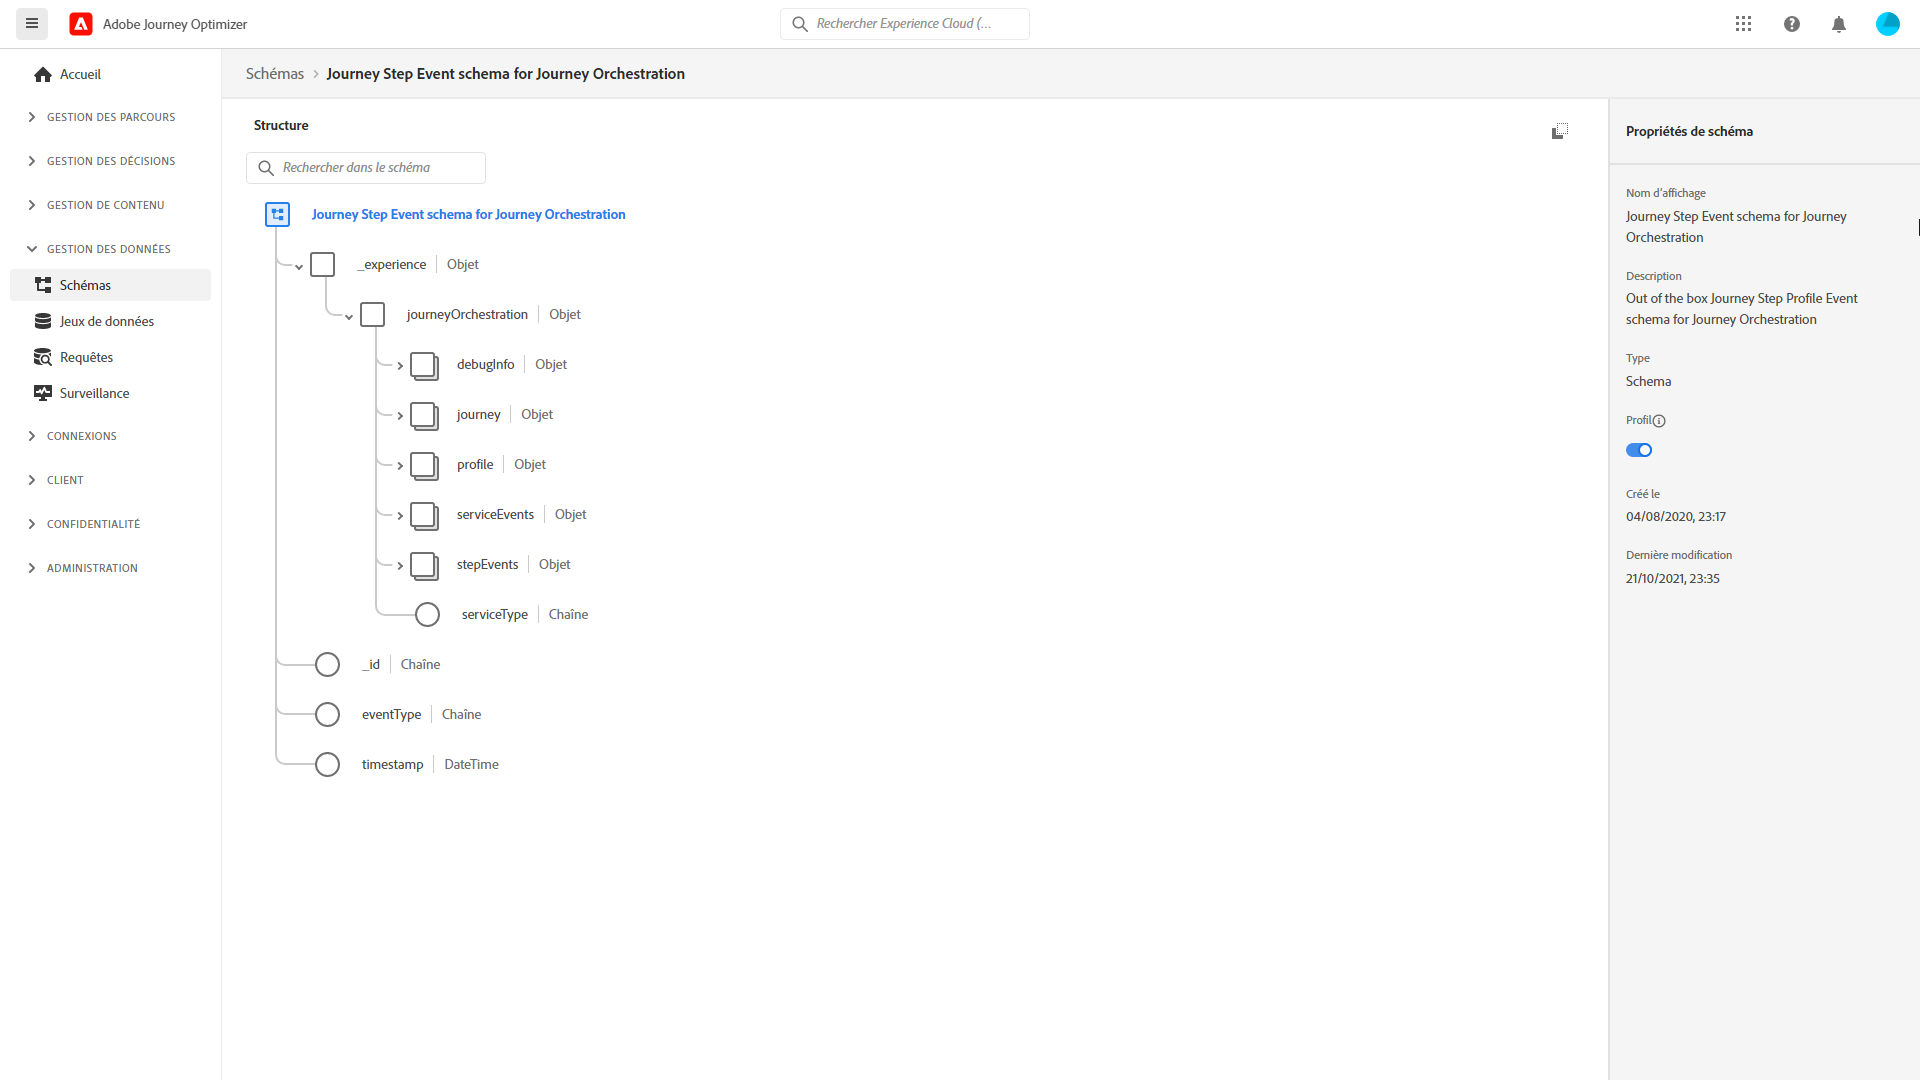 Adobe Journey Optimizer
Rechercher Experience Cloud (...
Accueil
GESTION DES PARCOURS
GESTION DES DÉCISIONS
GESTION DE CONTENU
GESTION DES DONNÉES
Schémas
Jeux de données
Requêtes
Surveillance
CONNEXIONS
CLIENT
CONFIDENTIALITÉ
ADMINISTRATION
Schémas > Journey Step Event schema for Journey Orchestration
Structure
Rechercher dans le schéma
Journey Step Event schema for Journey Orchestration
_experience | Objet
journeyOrchestration | Objet
debugInfo | Objet
journey | Objet
profile | Objet
serviceEvents | Objet
stepEvents | Objet
serviceType | Chaîne
_id | Chaîne
eventType | Chaîne
timestamp | DateTime
Propriétés de schéma
Nom d'affichage
Journey Step Event schema for Journey
Orchestration
Description
Out of the box Journey Step Profile Event
schema for Journey Orchestration
Type
Schema
Profil
Créé le
04/08/2020, 23:17
Dernière modification
21/10/2021, 23:35